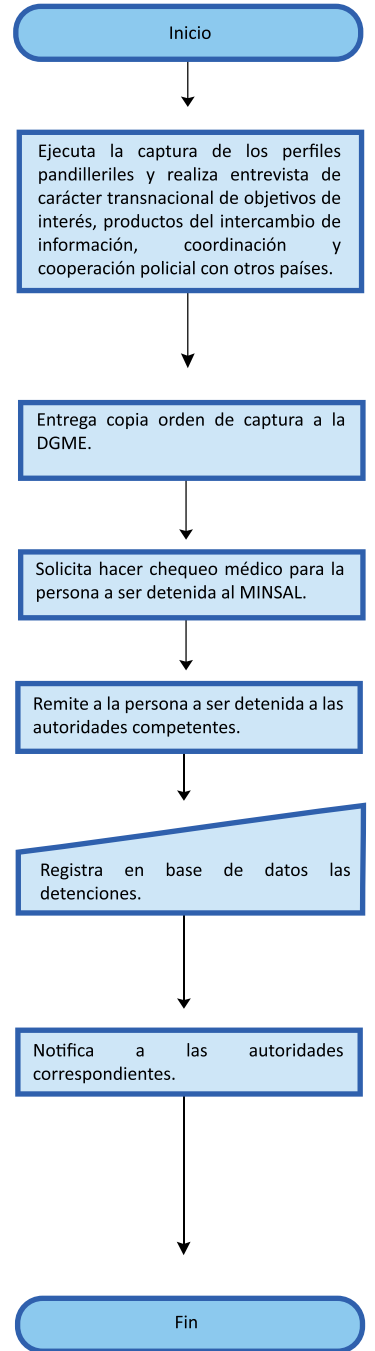 Inicio
Ejecuta la captura de los perfiles
pandilleriles y realiza entrevista de
carácter transnacional de objetivos de
interés, productos del intercambio de
información, coordinación y
cooperación policial con otros países.
Entrega copia orden de captura a la
DGME.
Solicita hacer chequeo médico para la
persona a ser detenida al MINSAL.
Remite a la persona a ser detenida a las
autoridades competentes.
Registra en base de datos las
detenciones.
Notifica a las autoridades
correspondientes.
Fin